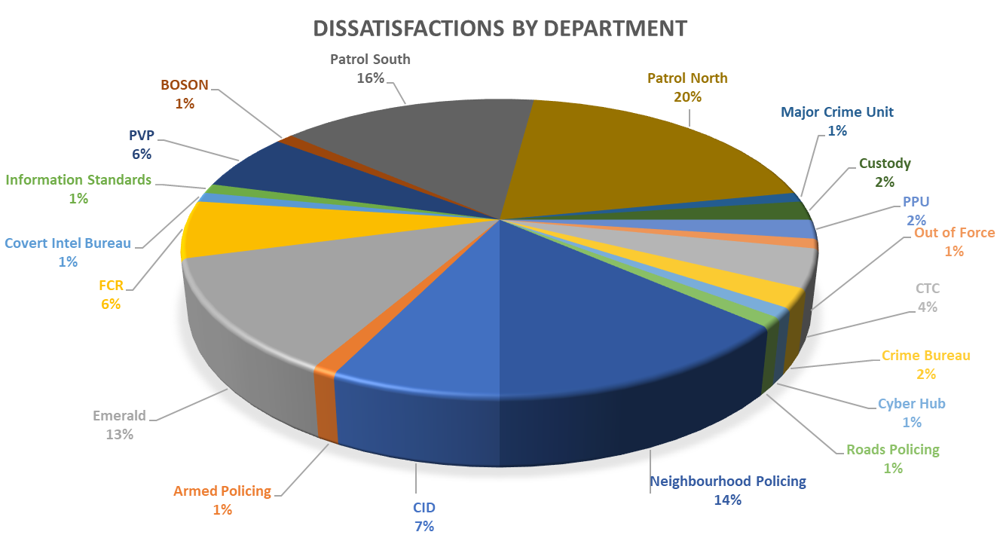 DISSATISFACTIONS BY DEPARTMENT
Patrol South
16%
Patrol North
20%
BOSON
1%
Major Crime Unit
1%
PVP
6%
Custody
2%
Information Standards
1%
PPU
2%
Out of Force
1%
Covert Intel Bureau
1%
FCR
6%
CTC
4%
Crime Bureau
2%
Cyber Hub
1%
Emerald
13%
Roads Policing
1%
Neighbourhood Policing
14%
Armed Policing
1%
CID
7%